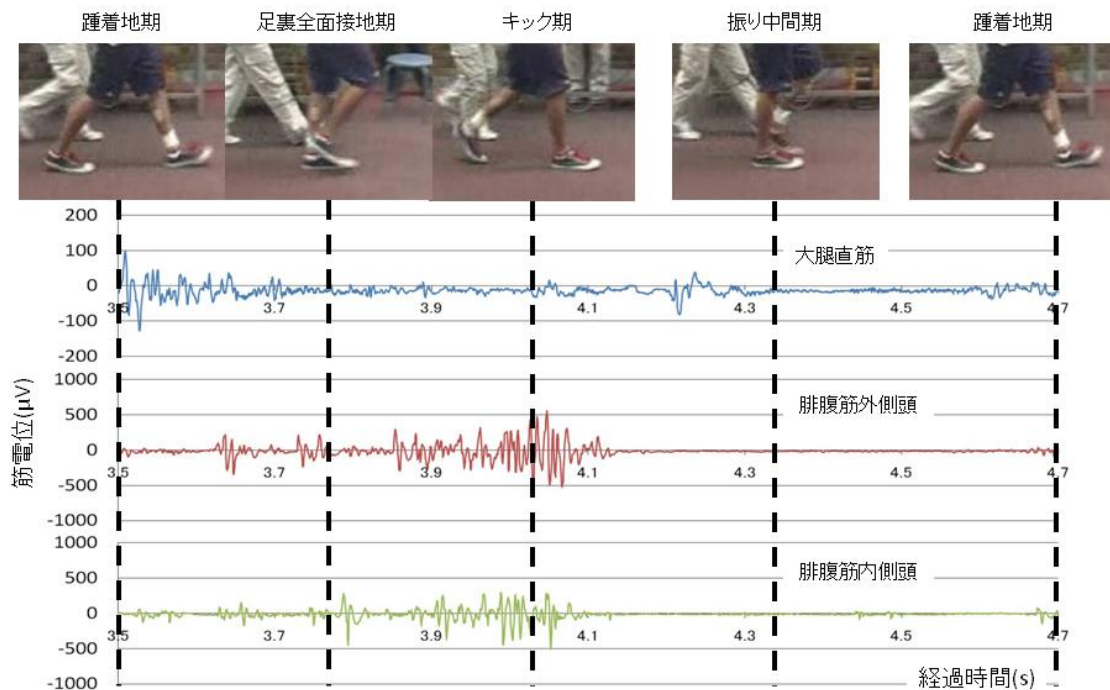 踵着地期 足裏全面接地期 キック期 振り中間期 踵着地期
200
100
大腿直筋
0
3.5 3.7 3.9 4.1 4.3 4.5 4.7
-100
-200
1000
500
腓腹筋外側頭
0
3.5 3.7 3.9 4.1 4.3 4.5 4.7
-500
-1000
筋電位(μV)
1000
500
腓腹筋内側頭
0
3.5 3.7 3.9 4.1 4.3 4.5 4.7
-500
-1000
経過時間(s)